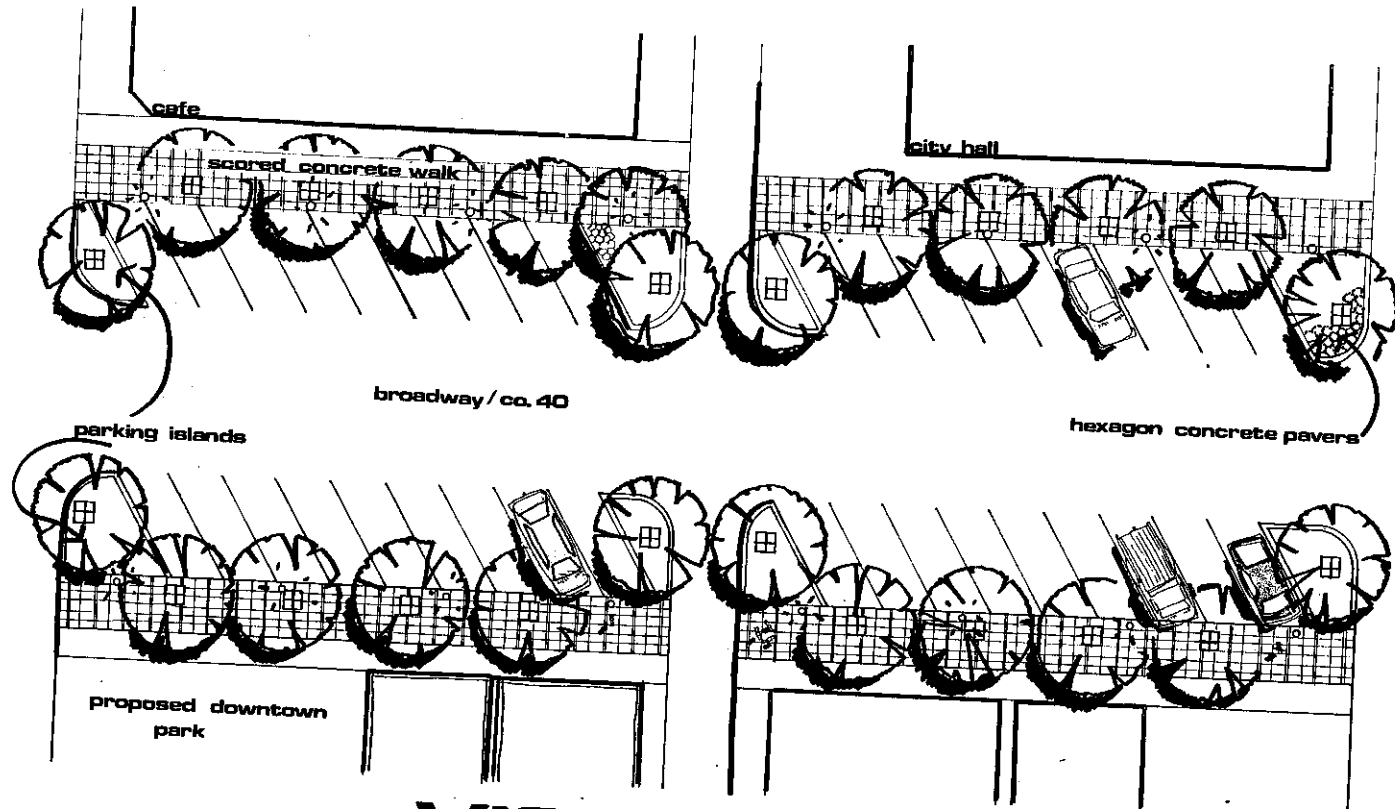 cafe
scored concrete walk
city hall
broadway / co. 40
parking islands
hexagon concrete pavers
proposed downtown
park